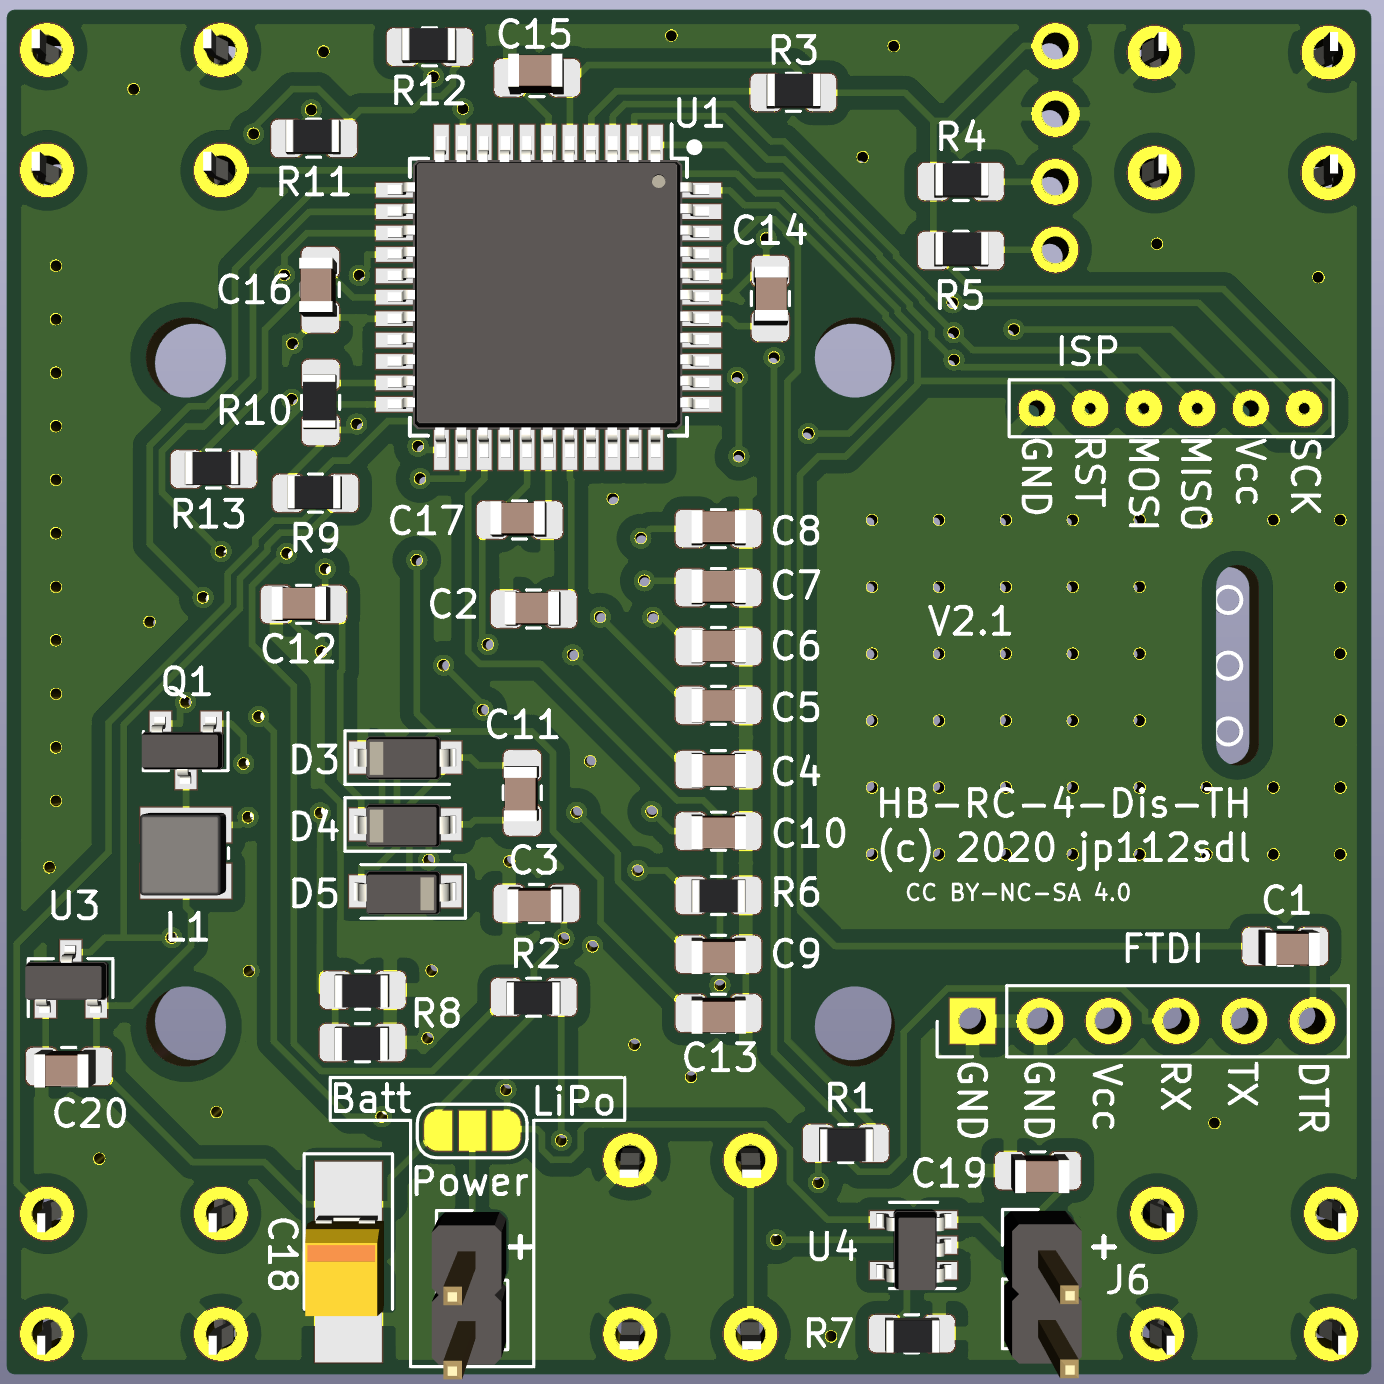 C15
R3
R12
U1
R4
R11
C14
C16
R5
ISP
R10
GND
RST
MOSI
MISO
Vcc
SCK
R13
R9
C17
C8
C7
C2
C6
V2.1
C12
Q1
C5
C11
D3
C4
HB-RC-4-Dis-TH
D4
C10
(c) 2020 jp112sdl
C3
D5
R6
CC BY-NC-SA 4.0
U3
L1
C1
R2
C9
FTDI
R8
C13
GND
GND
Vcc
RX
TX
DTR
Batt
LiPo
C20
R1
Power
C19
C18
+
U4
+
J6
R7